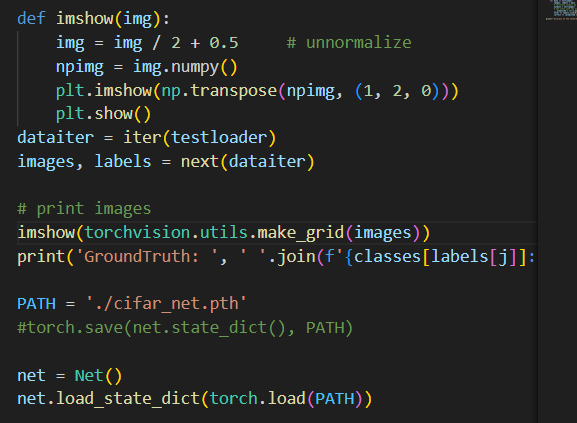 def imshow(img):
    img = img / 2 + 0.5     # unnormalize
    npimg = img.numpy()
    plt.imshow(np.transpose(npimg, (1, 2, 0)))
    plt.show()
dataiter = iter(testloader)
images, labels = next(dataiter)

# print images
imshow(torchvision.utils.make_grid(images))
print('GroundTruth: ', ' '.join(f'{classes[labels[j]]:

PATH = './cifar_net.pth'
#torch.save(net.state_dict(), PATH)

net = Net()
net.load_state_dict(torch.load(PATH))